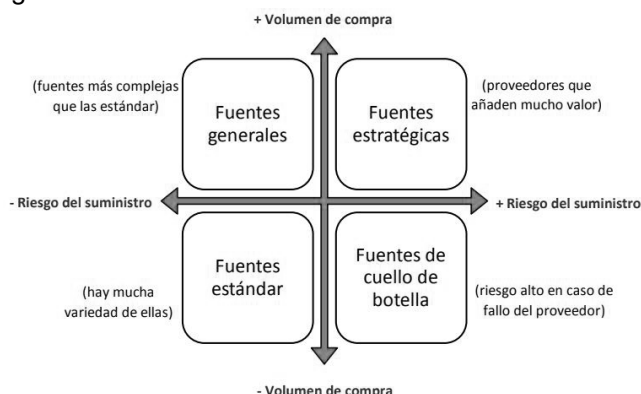 + Volumen de compra
(fuentes más complejas
que las estándar)
Fuentes
generales
Fuentes
estratégicas
(proveedores que
añaden mucho valor)
- Riesgo del suministro
+ Riesgo del suministro
(hay mucha
variedad de ellas)
Fuentes
estándar
Fuentes de
cuello de
botella
(riesgo alto en caso de
fallo del proveedor)
- Volumen de compra